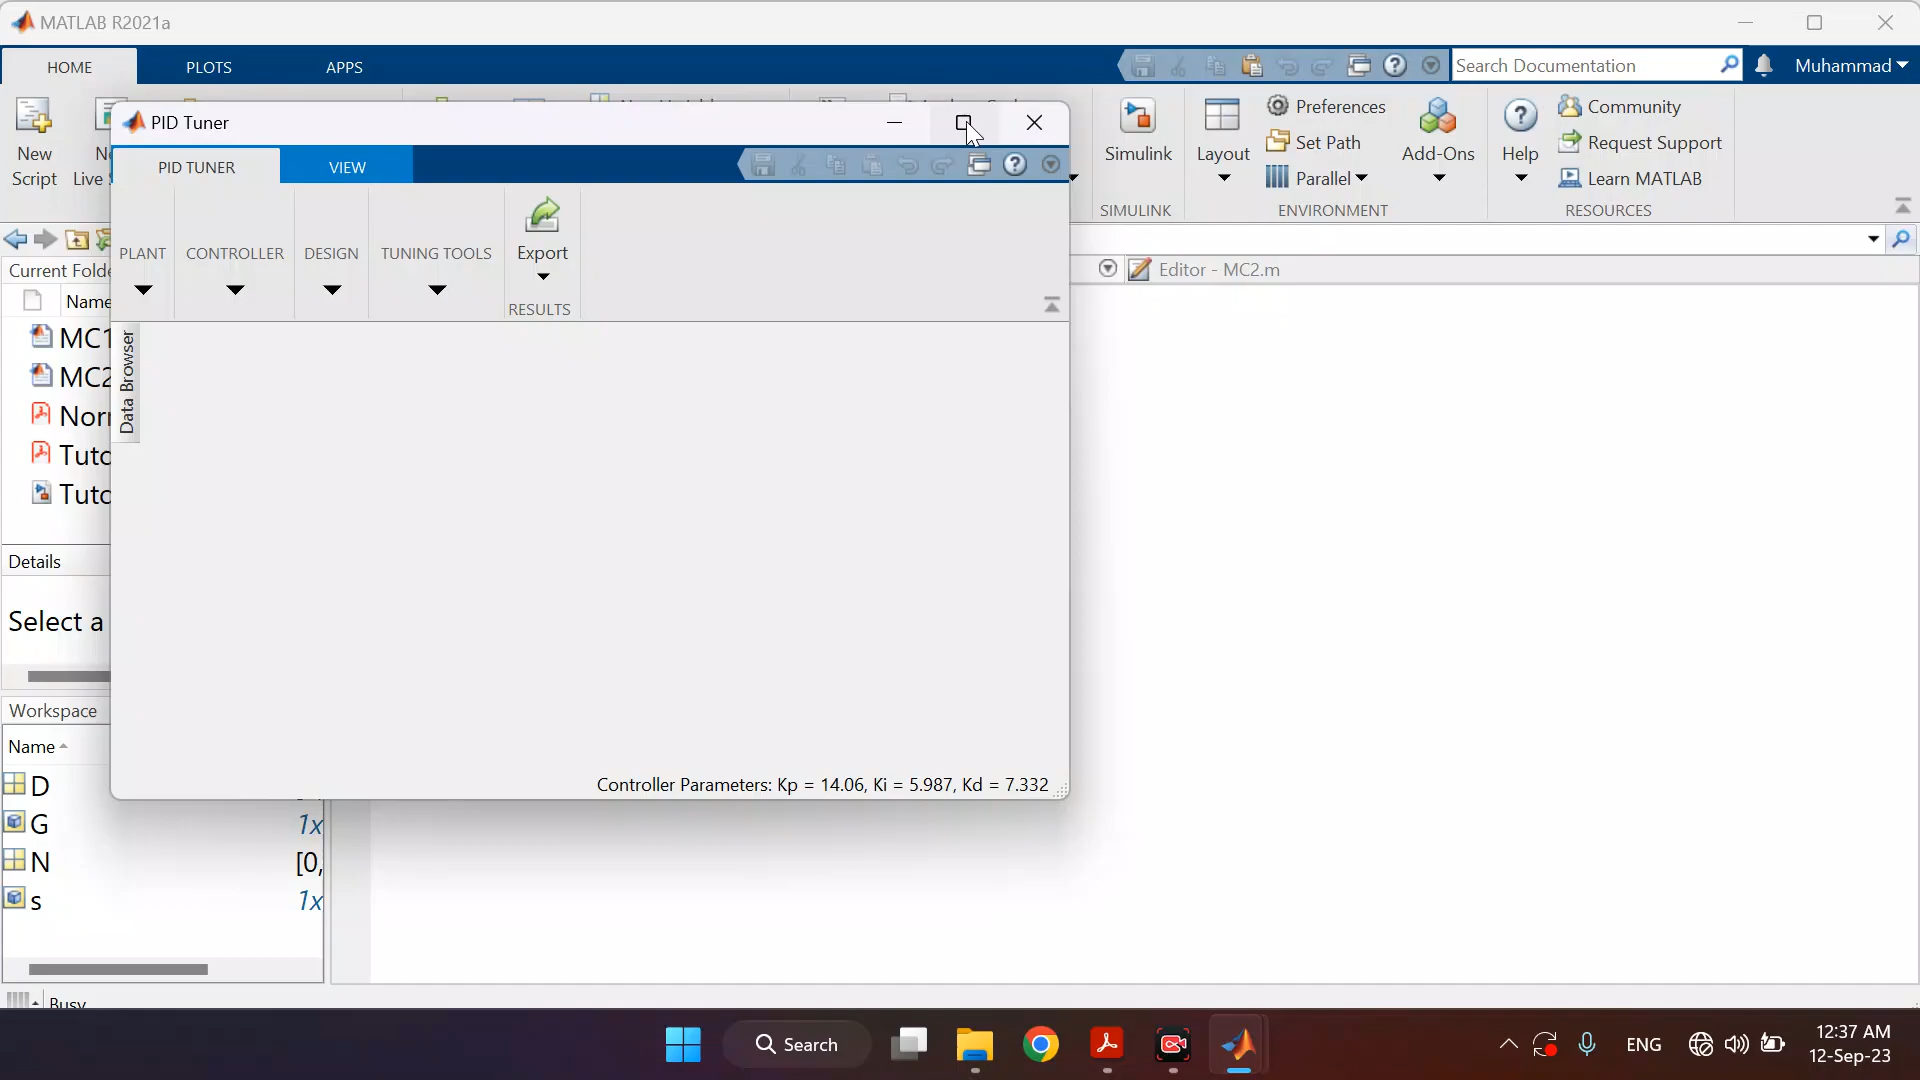 MATLAB R2021a
HOME
PLOTS
APPS
Search Documentation
Muhammad
New
Script
Live
PID Tuner
PID TUNER
VIEW
PLANT
CONTROLLER
DESIGN
TUNING TOOLS
Export
RESULTS
Simulink
SIMULINK
Layout
Preferences
Set Path
Parallel
Add-Ons
ENVIRONMENT
Help
Community
Request Support
Learn MATLAB
RESOURCES
Editor - MC2.m
Current Folde
Name
MC1
MC2
Nor
Tuto
Tuto
Data Browser
Details
Select a
Workspace
Name
D
G 1x
N [0,
s 1x
Controller Parameters: Kp = 14.06, Ki = 5.987, Kd = 7.332
Busy
Search
ENG
12:37 AM
12-Sep-23